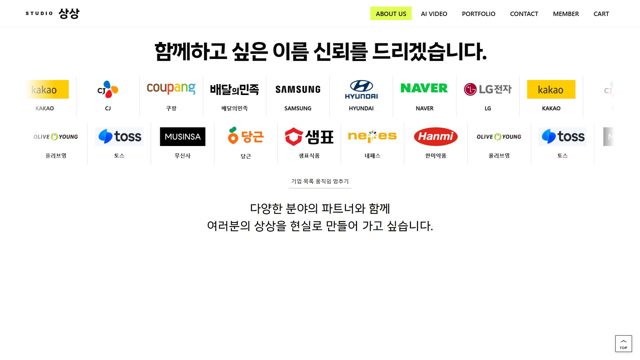 STUDIO 상상
ABOUT US AI VIDEO PORTFOLIO CONTACT MEMBER CART
함께하고 싶은 이름 신뢰를 드리겠습니다.
kakao CJ coupang 배달의민족 SAMSUNG HYUNDAI NAVER LG전자 kakao
KAKAO CJ 쿠팡 배달의민족 SAMSUNG HYUNDAI NAVER LG KAKAO
OLIVE YOUNG toss MUSINSA 당근 샘표 nepes Hanmi OLIVE YOUNG toss
올리브영 토스 무신사 당근 샘표식품 네패스 한미약품 올리브영 토스
기업 목록 움직임 멈추기
다양한 분야의 파트너와 함께
여러분의 상상을 현실로 만들어 가고 싶습니다.
TOP